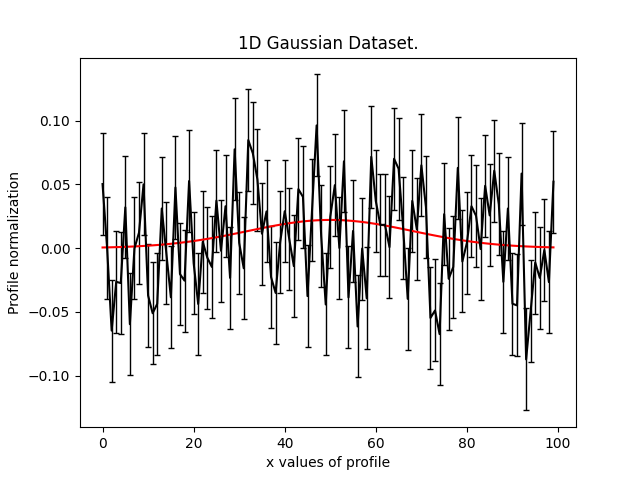 1D Gaussian Dataset.
Profile normalization
0.10
0.05
0.00
−0.05
−0.10
0 20 40 60 80 100
x values of profile